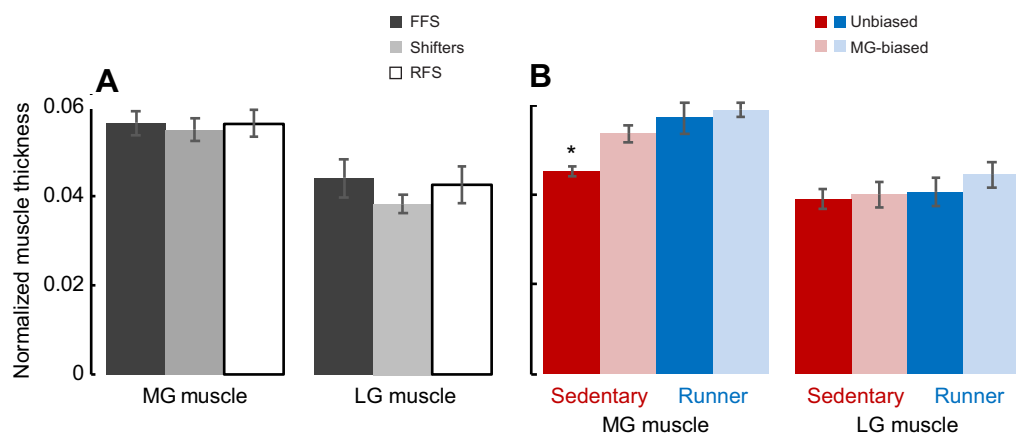 FFS
Shifters
RFS
Unbiased
MG-biased
A
B
Normalized muscle thickness
0.06
0.04
0.02
0
*
MG muscle
LG muscle
Sedentary
Runner
MG muscle
Sedentary
Runner
LG muscle